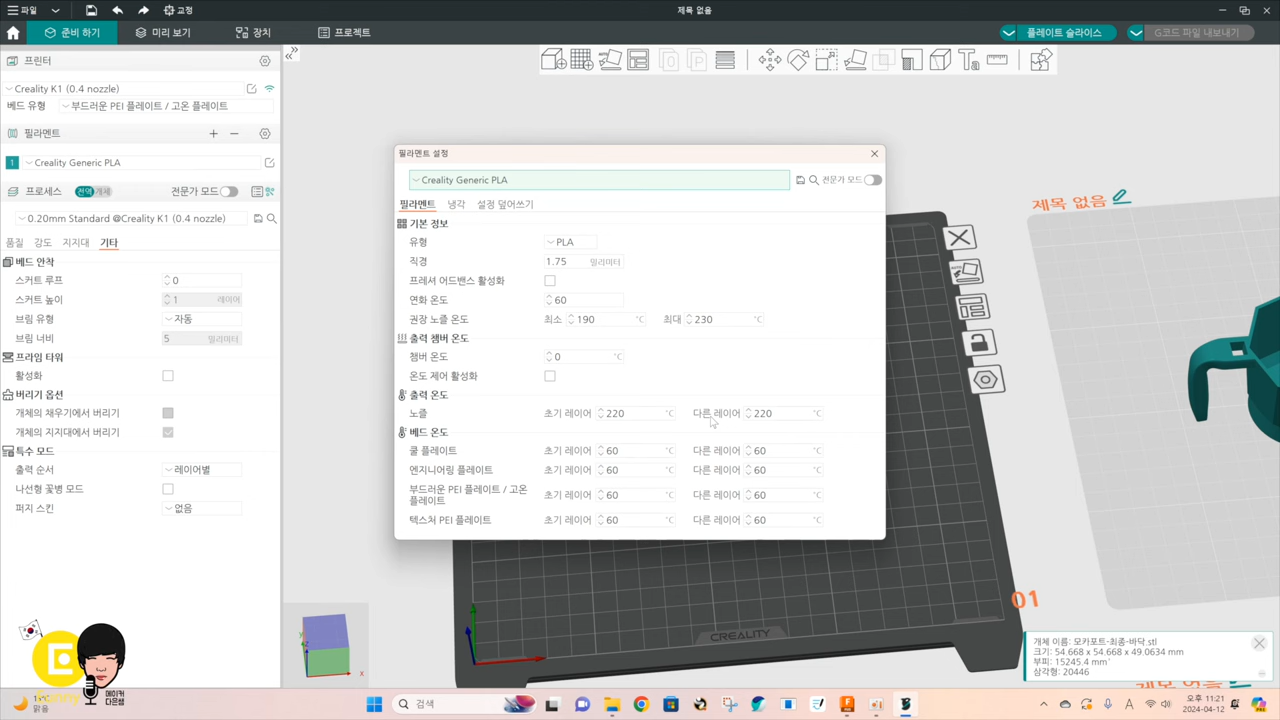 파일 교정 제목 없음
준비 하기 미리 보기 장치 프로젝트 플레이트 슬라이스 G코드 파일 내보내기
프린터
Creality K1 (0.4 nozzle)
베드 유형 부드러운 PEI 플레이트 / 고온 플레이트
필라멘트
1 Creality Generic PLA
프로세스 전역 개체 전문가 모드
0.20mm Standard @Creality K1 (0.4 nozzle)
품질 강도 지지대 기타
베드 안착
스커트 루프 0
스커트 높이 1 레이어
브림 유형 자동
브림 너비 5 밀리미터
프라임 타워
활성화
버리기 옵션
개체의 채우기에서 버리기
개체의 지지대에서 버리기
특수 모드
출력 순서 레이어별
나선형 꽃병 모드
퍼지 스킨 없음
필라멘트 설정
Creality Generic PLA 전문가 모드
필라멘트 냉각 설정 덮어쓰기
기본 정보
유형 PLA
직경 1.75 밀리미터
프레셔 어드밴스 활성화
연화 온도 60
권장 노즐 온도 최소 190 °C 최대 230 °C
출력 챔버 온도
챔버 온도 0 °C
온도 제어 활성화
출력 온도
노즐 초기 레이어 220 °C 다른 레이어 220 °C
베드 온도
쿨 플레이트 초기 레이어 60 °C 다른 레이어 60 °C
엔지니어링 플레이트 초기 레이어 60 °C 다른 레이어 60 °C
부드러운 PEI 플레이트 / 고온 플레이트 초기 레이어 60 °C 다른 레이어 60 °C
텍스처 PEI 플레이트 초기 레이어 60 °C 다른 레이어 60 °C
제목 없음
01
CREALITY
개체 이름: 모카포트-최종-바닥.stl
크기: 54.668 x 54.668 x 49.0634 mm
부피: 15245.4 mm³
삼각형: 20446
메이커
다은쌤
맑음
검색
A
오후 11:21
2024-04-12